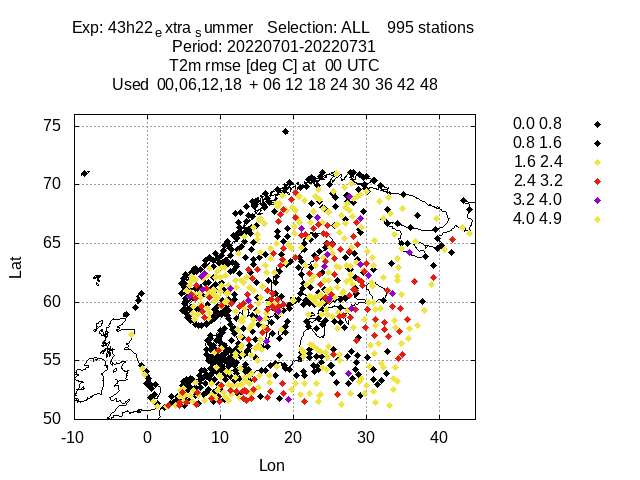 Exp: 43h22 e xtra s ummer   Selection: ALL    995 stations
Period: 20220701-20220731
T2m rmse [deg C] at  00 UTC
Used  00,06,12,18  + 06 12 18 24 30 36 42 48
75
70
65
60
55
50
Lat
-10 0 10 20 30 40
Lon
0.0 0.8
0.8 1.6
1.6 2.4
2.4 3.2
3.2 4.0
4.0 4.9